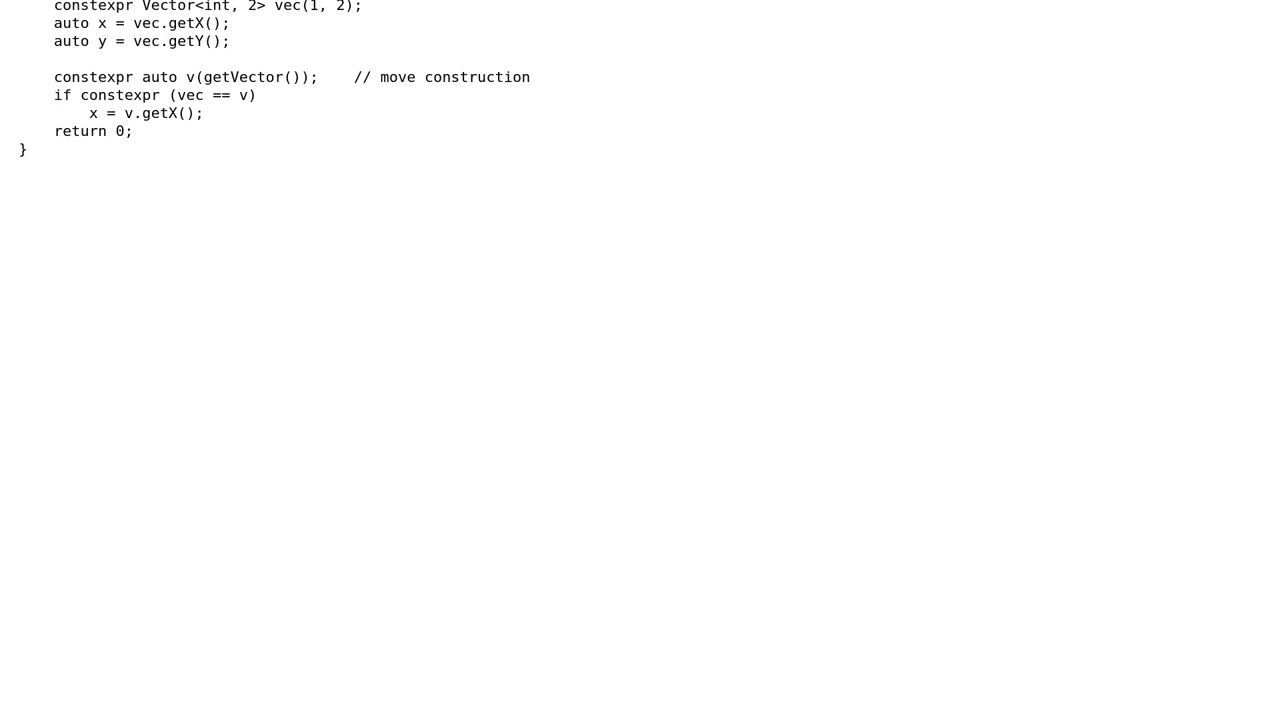 constexpr Vector<int, 2> vec(1, 2);
auto x = vec.getX();
auto y = vec.getY();
constexpr auto v(getVector());    // move construction
if constexpr (vec == v)
x = v.getX();
return 0;
}